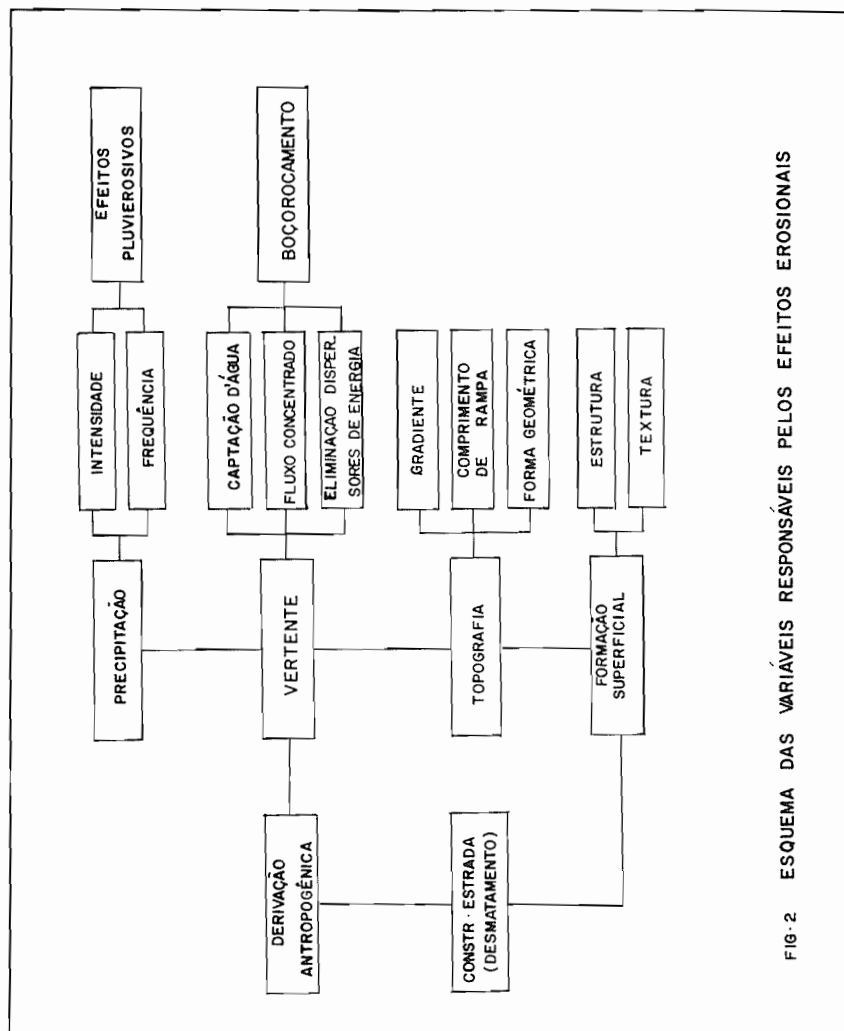 EFEITOS
PLUVIEROSIVOS
BOÇOROCAMENTO
INTENSIDADE
FREQUÊNCIA
CAPTAÇÃO D'ÁGUA
FLUXO CONCENTRADO
ELIMINAÇAO DISPER-
SORES DE ENERGIA
GRADIENTE
COMPRIMENTO
DE RAMPA
FORMA GEOMÉTRICA
ESTRUTURA
TEXTURA
PRECIPITAÇÃO
VERTENTE
TOPOGRAFIA
FORMAÇÃO
SUPERFICIAL
DERIVAÇÃO
ANTROPOGÊNICA
CONSTR · ESTRADA
(DESMATAMENTO)
FIG·2 ESQUEMA DAS VARIÁVEIS RESPONSÁVEIS PELOS EFEITOS EROSIONAIS